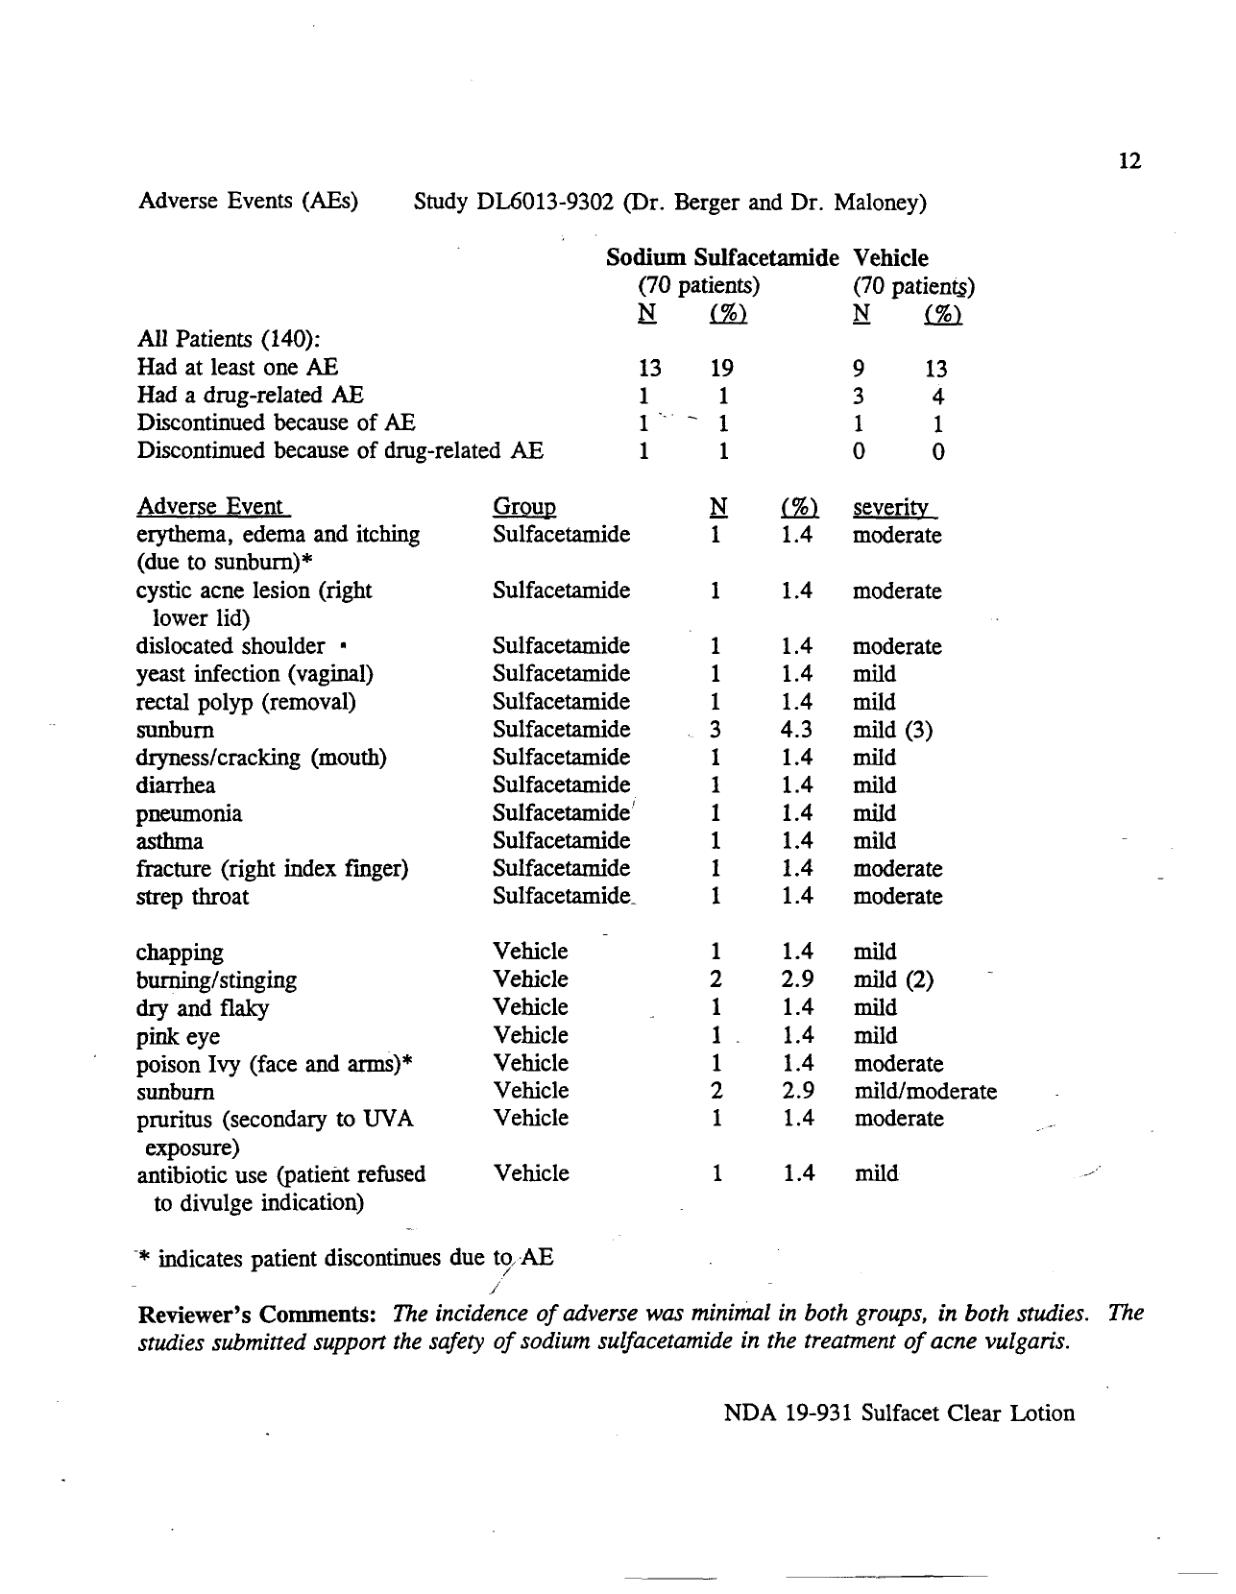 12
Adverse Events (AEs) Study DL6013-9302 (Dr. Berger and Dr. Maloney)
Sodium Sulfacetamide Vehicle
(70 patients) (70 patients)
N (%) N (%)
All Patients (140):
Had at least one AE 13 19 9 13
Had a drug-related AE 1 1 3 4
Discontinued because of AE 1 1 1 1
Discontinued because of drug-related AE 1 1 0 0
Adverse Event Group N (%) severity
erythema, edema and itching Sulfacetamide 1 1.4 moderate
(due to sunburn)*
cystic acne lesion (right Sulfacetamide 1 1.4 moderate
lower lid)
dislocated shoulder Sulfacetamide 1 1.4 moderate
yeast infection (vaginal) Sulfacetamide 1 1.4 mild
rectal polyp (removal) Sulfacetamide 1 1.4 mild
sunburn Sulfacetamide 3 4.3 mild (3)
dryness/cracking (mouth) Sulfacetamide 1 1.4 mild
diarrhea Sulfacetamide 1 1.4 mild
pneumonia Sulfacetamide 1 1.4 mild
asthma Sulfacetamide 1 1.4 mild
fracture (right index finger) Sulfacetamide 1 1.4 moderate
strep throat Sulfacetamide 1 1.4 moderate
chapping Vehicle 1 1.4 mild
burning/stinging Vehicle 2 2.9 mild (2)
dry and flaky Vehicle 1 1.4 mild
pink eye Vehicle 1 1.4 mild
poison Ivy (face and arms)* Vehicle 1 1.4 moderate
sunburn Vehicle 2 2.9 mild/moderate
pruritus (secondary to UVA Vehicle 1 1.4 moderate
exposure)
antibiotic use (patient refused Vehicle 1 1.4 mild
to divulge indication)
* indicates patient discontinues due to AE
Reviewer's Comments: The incidence of adverse was minimal in both groups, in both studies. The
studies submitted support the safety of sodium sulfacetamide in the treatment of acne vulgaris.
NDA 19-931 Sulfacet Clear Lotion